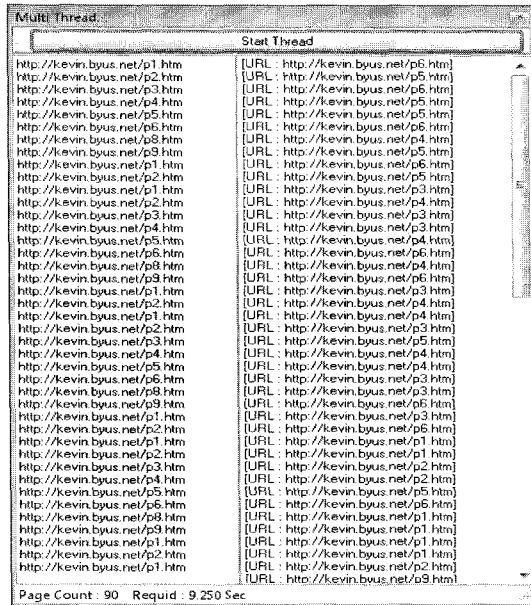 Multi Thread.
Start Thread
http://kevin.byus.net/p1.htm
http://kevin.byus.net/p2.htm
http://kevin.byus.net/p3.htm
http://kevin.byus.net/p4.htm
http://kevin.byus.net/p5.htm
http://kevin.byus.net/p6.htm
http://kevin.byus.net/p8.htm
http://kevin.byus.net/p9.htm
http://kevin.byus.net/p1.htm
http://kevin.byus.net/p2.htm
http://kevin.byus.net/p1.htm
http://kevin.byus.net/p2.htm
http://kevin.byus.net/p3.htm
http://kevin.byus.net/p4.htm
http://kevin.byus.net/p5.htm
http://kevin.byus.net/p6.htm
http://kevin.byus.net/p8.htm
http://kevin.byus.net/p9.htm
http://kevin.byus.net/p1.htm
http://kevin.byus.net/p2.htm
http://kevin.byus.net/p1.htm
http://kevin.byus.net/p2.htm
http://kevin.byus.net/p3.htm
http://kevin.byus.net/p4.htm
http://kevin.byus.net/p5.htm
http://kevin.byus.net/p6.htm
http://kevin.byus.net/p8.htm
http://kevin.byus.net/p9.htm
http://kevin.byus.net/p1.htm
http://kevin.byus.net/p2.htm
http://kevin.byus.net/p1.htm
http://kevin.byus.net/p2.htm
http://kevin.byus.net/p3.htm
http://kevin.byus.net/p4.htm
http://kevin.byus.net/p5.htm
http://kevin.byus.net/p6.htm
http://kevin.byus.net/p8.htm
http://kevin.byus.net/p9.htm
http://kevin.byus.net/p1.htm
http://kevin.byus.net/p2.htm
http://kevin.byus.net/p1.htm
[URL : http://kevin.byus.net/p6.htm]
[URL : http://kevin.byus.net/p5.htm]
[URL : http://kevin.byus.net/p6.htm]
[URL : http://kevin.byus.net/p5.htm]
[URL : http://kevin.byus.net/p5.htm]
[URL : http://kevin.byus.net/p6.htm]
[URL : http://kevin.byus.net/p4.htm]
[URL : http://kevin.byus.net/p5.htm]
[URL : http://kevin.byus.net/p6.htm]
[URL : http://kevin.byus.net/p5.htm]
[URL : http://kevin.byus.net/p3.htm]
[URL : http://kevin.byus.net/p4.htm]
[URL : http://kevin.byus.net/p3.htm]
[URL : http://kevin.byus.net/p4.htm]
[URL : http://kevin.byus.net/p3.htm]
[URL : http://kevin.byus.net/p6.htm]
[URL : http://kevin.byus.net/p4.htm]
[URL : http://kevin.byus.net/p6.htm]
[URL : http://kevin.byus.net/p3.htm]
[URL : http://kevin.byus.net/p4.htm]
[URL : http://kevin.byus.net/p4.htm]
[URL : http://kevin.byus.net/p3.htm]
[URL : http://kevin.byus.net/p5.htm]
[URL : http://kevin.byus.net/p4.htm]
[URL : http://kevin.byus.net/p4.htm]
[URL : http://kevin.byus.net/p3.htm]
[URL : http://kevin.byus.net/p3.htm]
[URL : http://kevin.byus.net/p6.htm]
[URL : http://kevin.byus.net/p3.htm]
[URL : http://kevin.byus.net/p6.htm]
[URL : http://kevin.byus.net/p1.htm]
[URL : http://kevin.byus.net/p1.htm]
[URL : http://kevin.byus.net/p2.htm]
[URL : http://kevin.byus.net/p2.htm]
[URL : http://kevin.byus.net/p5.htm]
[URL : http://kevin.byus.net/p6.htm]
[URL : http://kevin.byus.net/p1.htm]
[URL : http://kevin.byus.net/p1.htm]
[URL : http://kevin.byus.net/p1.htm]
[URL : http://kevin.byus.net/p1.htm]
[URL : http://kevin.byus.net/p2.htm]
[URL : http://kevin.byus.net/p9.htm]
Page Count : 90 Requid : 9.250 Sec